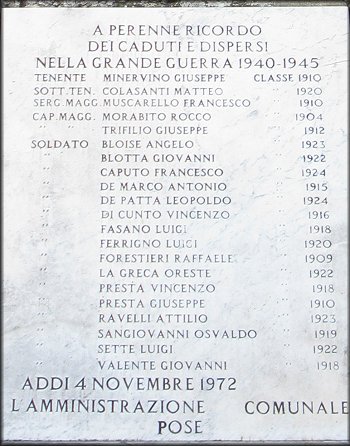 A PERENNE RICORDO
DEI CADUTI E DISPERSI
NELLA GRANDE GUERRA 1940-1945
TENENTE MINERVINO GIUSEPPE CLASSE 1910
SOTT. TEN. COLASANTI MATTEO " 1920
SERG. MAGG. MUSCARELLO FRANCESCO " 1910
CAP. MAGG. MORABITO ROCCO " 1904
" TRIFILIO GIUSEPPE " 1912
SOLDATO BLOISE ANGELO " 1923
" BLOTTA GIOVANNI " 1922
" CAPUTO FRANCESCO " 1924
" DE MARCO ANTONIO " 1915
" DE PATTA LEOPOLDO " 1924
" DI CUNTO VINCENZO " 1916
" FASANO LUIGI " 1918
" FERRIGNO LUIGI " 1920
" FORESTIERI RAFFAELE " 1909
" LA GRECA ORESTE " 1922
" PRESTA VINCENZO " 1918
" PRESTA GIUSEPPE " 1910
" RAVELLI ATTILIO " 1923
" SANGIOVANNI OSVALDO " 1919
" SETTE LUIGI " 1922
" VALENTE GIOVANNI " 1918
ADDI 4 NOVEMBRE 1972
L'AMMINISTRAZIONE COMUNALE
POSE